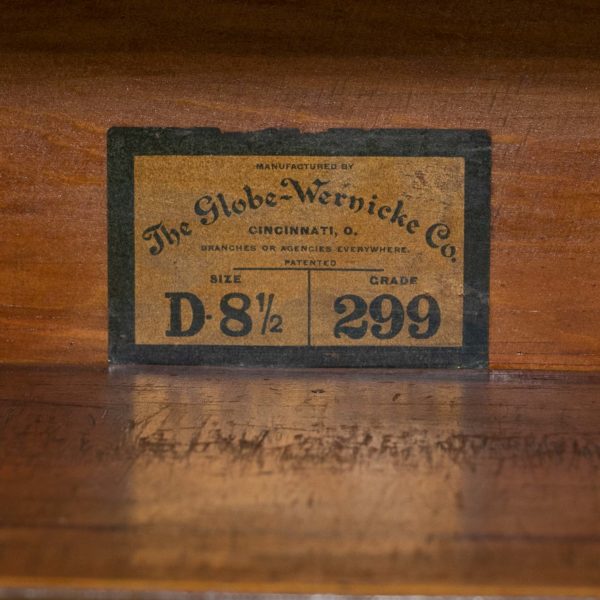 MANUFACTURED BY
The Globe-Wernicke Co.
CINCINNATI, O.
BRANCHES OR AGENCIES EVERYWHERE.
PATENTED
SIZE GRADE
D·8½ 299